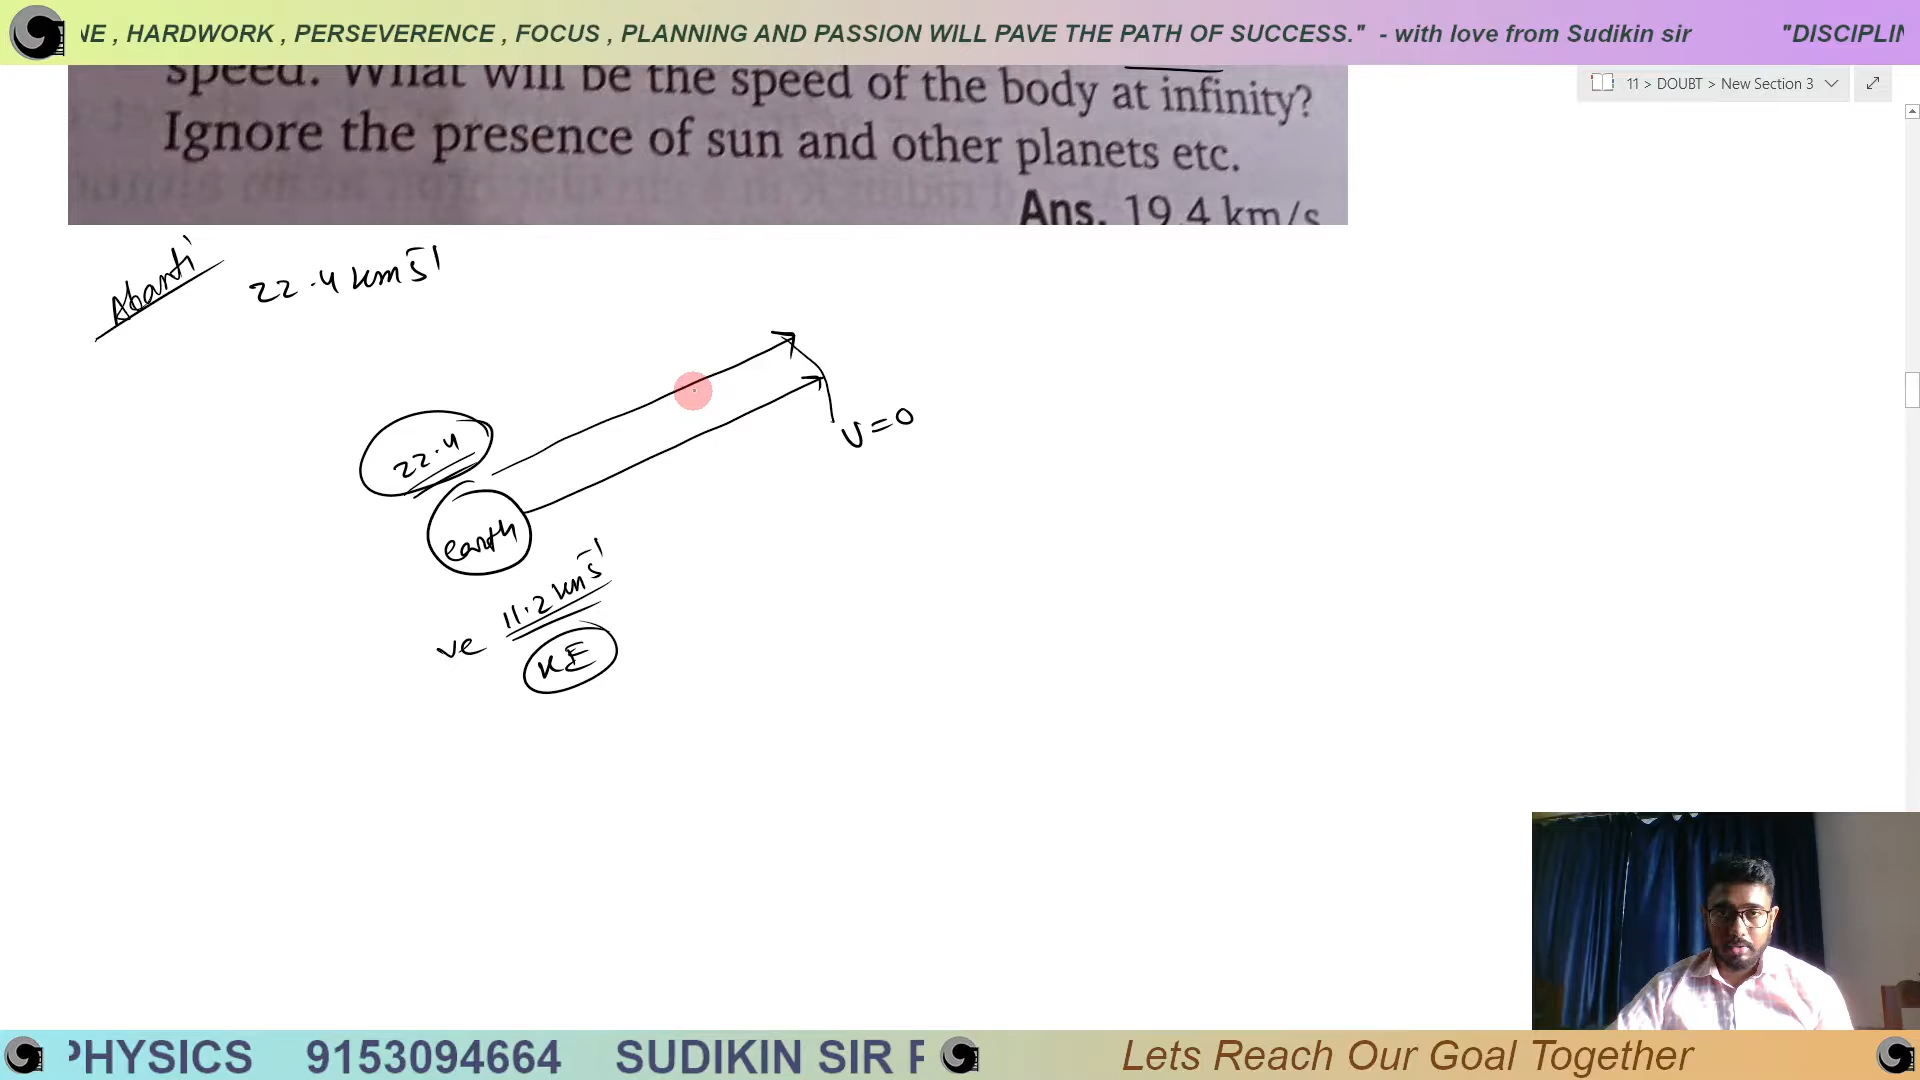 NE , HARDWORK , PERSEVERENCE , FOCUS , PLANNING AND PASSION WILL PAVE THE PATH OF SUCCESS." - with love from Sudikin sir "DISCIPLIN
11 > DOUBT > New Section 3
speed. What will be the speed of the body at infinity?
Ignore the presence of sun and other planets etc.
Ans. 19.4 km/s
Abanti
22.4 km s-1
22.4
v=0
earth
ve 11.2 km s-1
KE
PHYSICS 9153094664 SUDIKIN SIR P
Lets Reach Our Goal Together